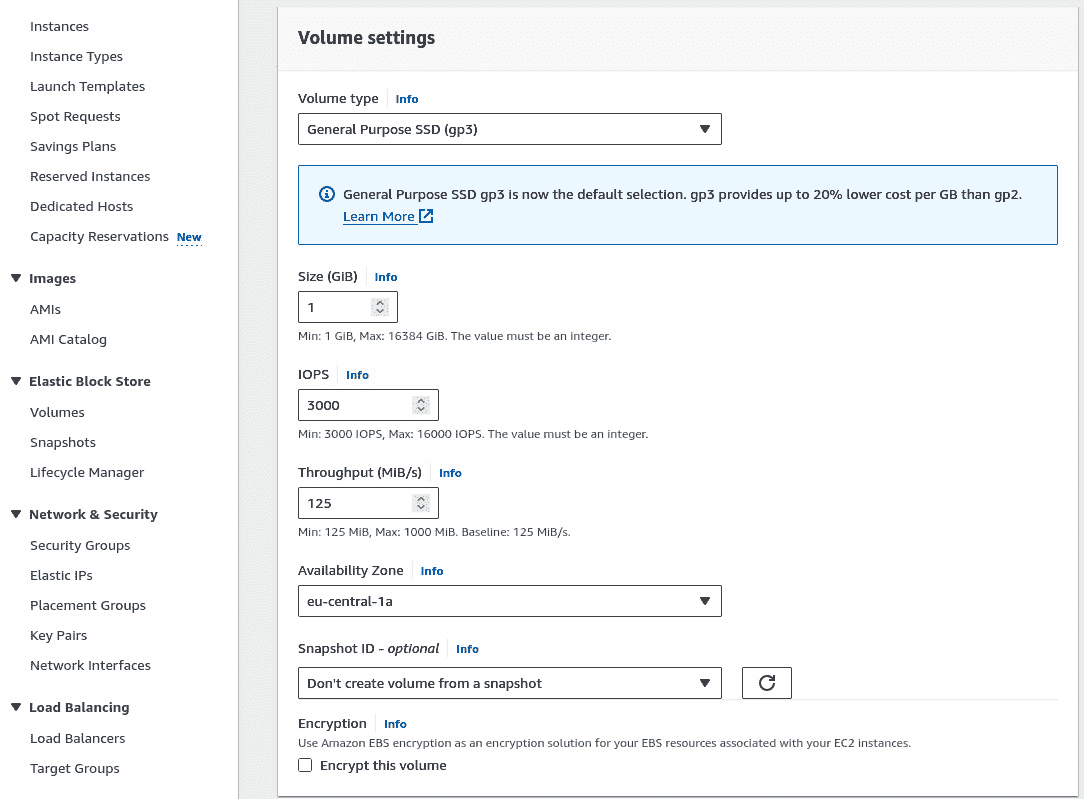 Instances
Instance Types
Launch Templates
Spot Requests
Savings Plans
Reserved Instances
Dedicated Hosts
Capacity Reservations New
Images
AMIs
AMI Catalog
Elastic Block Store
Volumes
Snapshots
Lifecycle Manager
Network & Security
Security Groups
Elastic IPs
Placement Groups
Key Pairs
Network Interfaces
Load Balancing
Load Balancers
Target Groups
Volume settings
Volume type Info
General Purpose SSD (gp3)
General Purpose SSD gp3 is now the default selection. gp3 provides up to 20% lower cost per GB than gp2.
Learn More
Size (GiB) Info
1
Min: 1 GiB, Max: 16384 GiB. The value must be an integer.
IOPS Info
3000
Min: 3000 IOPS, Max: 16000 IOPS. The value must be an integer.
Throughput (MiB/s) Info
125
Min: 125 MiB, Max: 1000 MiB. Baseline: 125 MiB/s.
Availability Zone Info
eu-central-1a
Snapshot ID - optional Info
Don't create volume from a snapshot
Encryption Info
Use Amazon EBS encryption as an encryption solution for your EBS resources associated with your EC2 instances.
Encrypt this volume